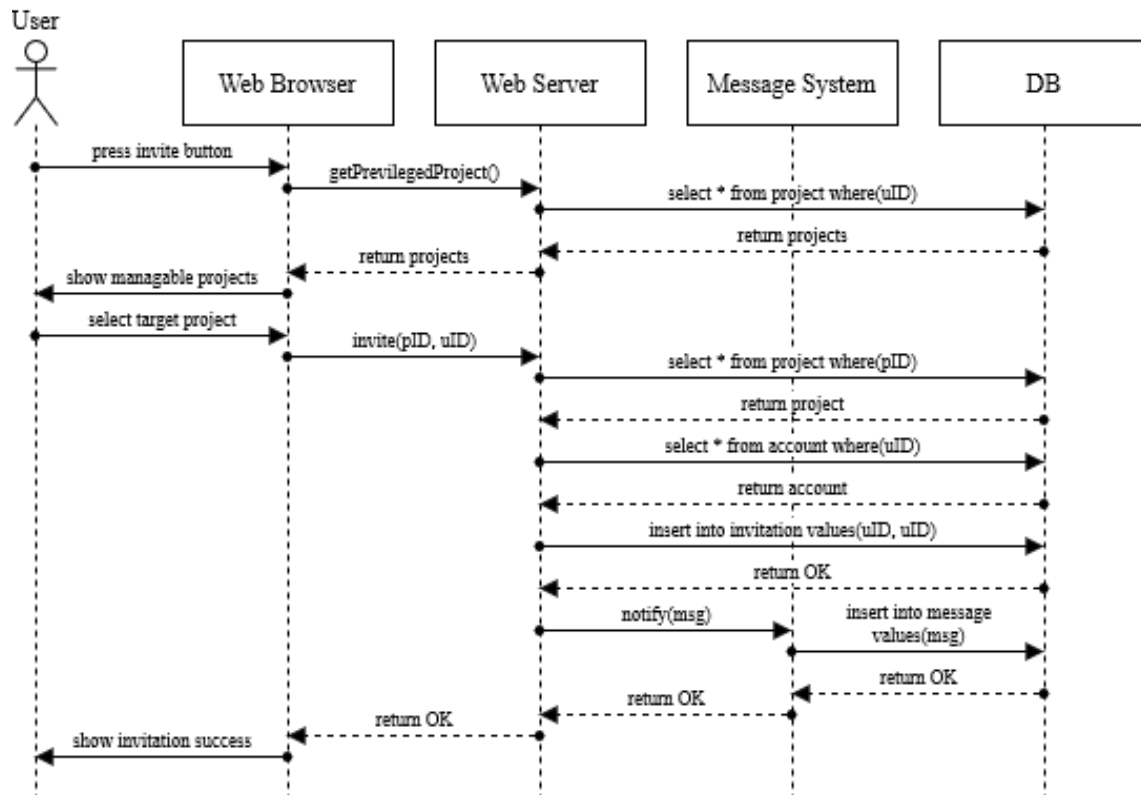 User
Web Browser
Web Server
Message System
DB
press invite button
getPrevilegedProject()
select * from project where(uID)
return projects
return projects
show managable projects
select target project
invite(pID, uID)
select * from project where(pID)
return project
select * from account where(uID)
return account
insert into invitation values(uID, uID)
return OK
notify(msg)
insert into message
values(msg)
return OK
return OK
return OK
show invitation success